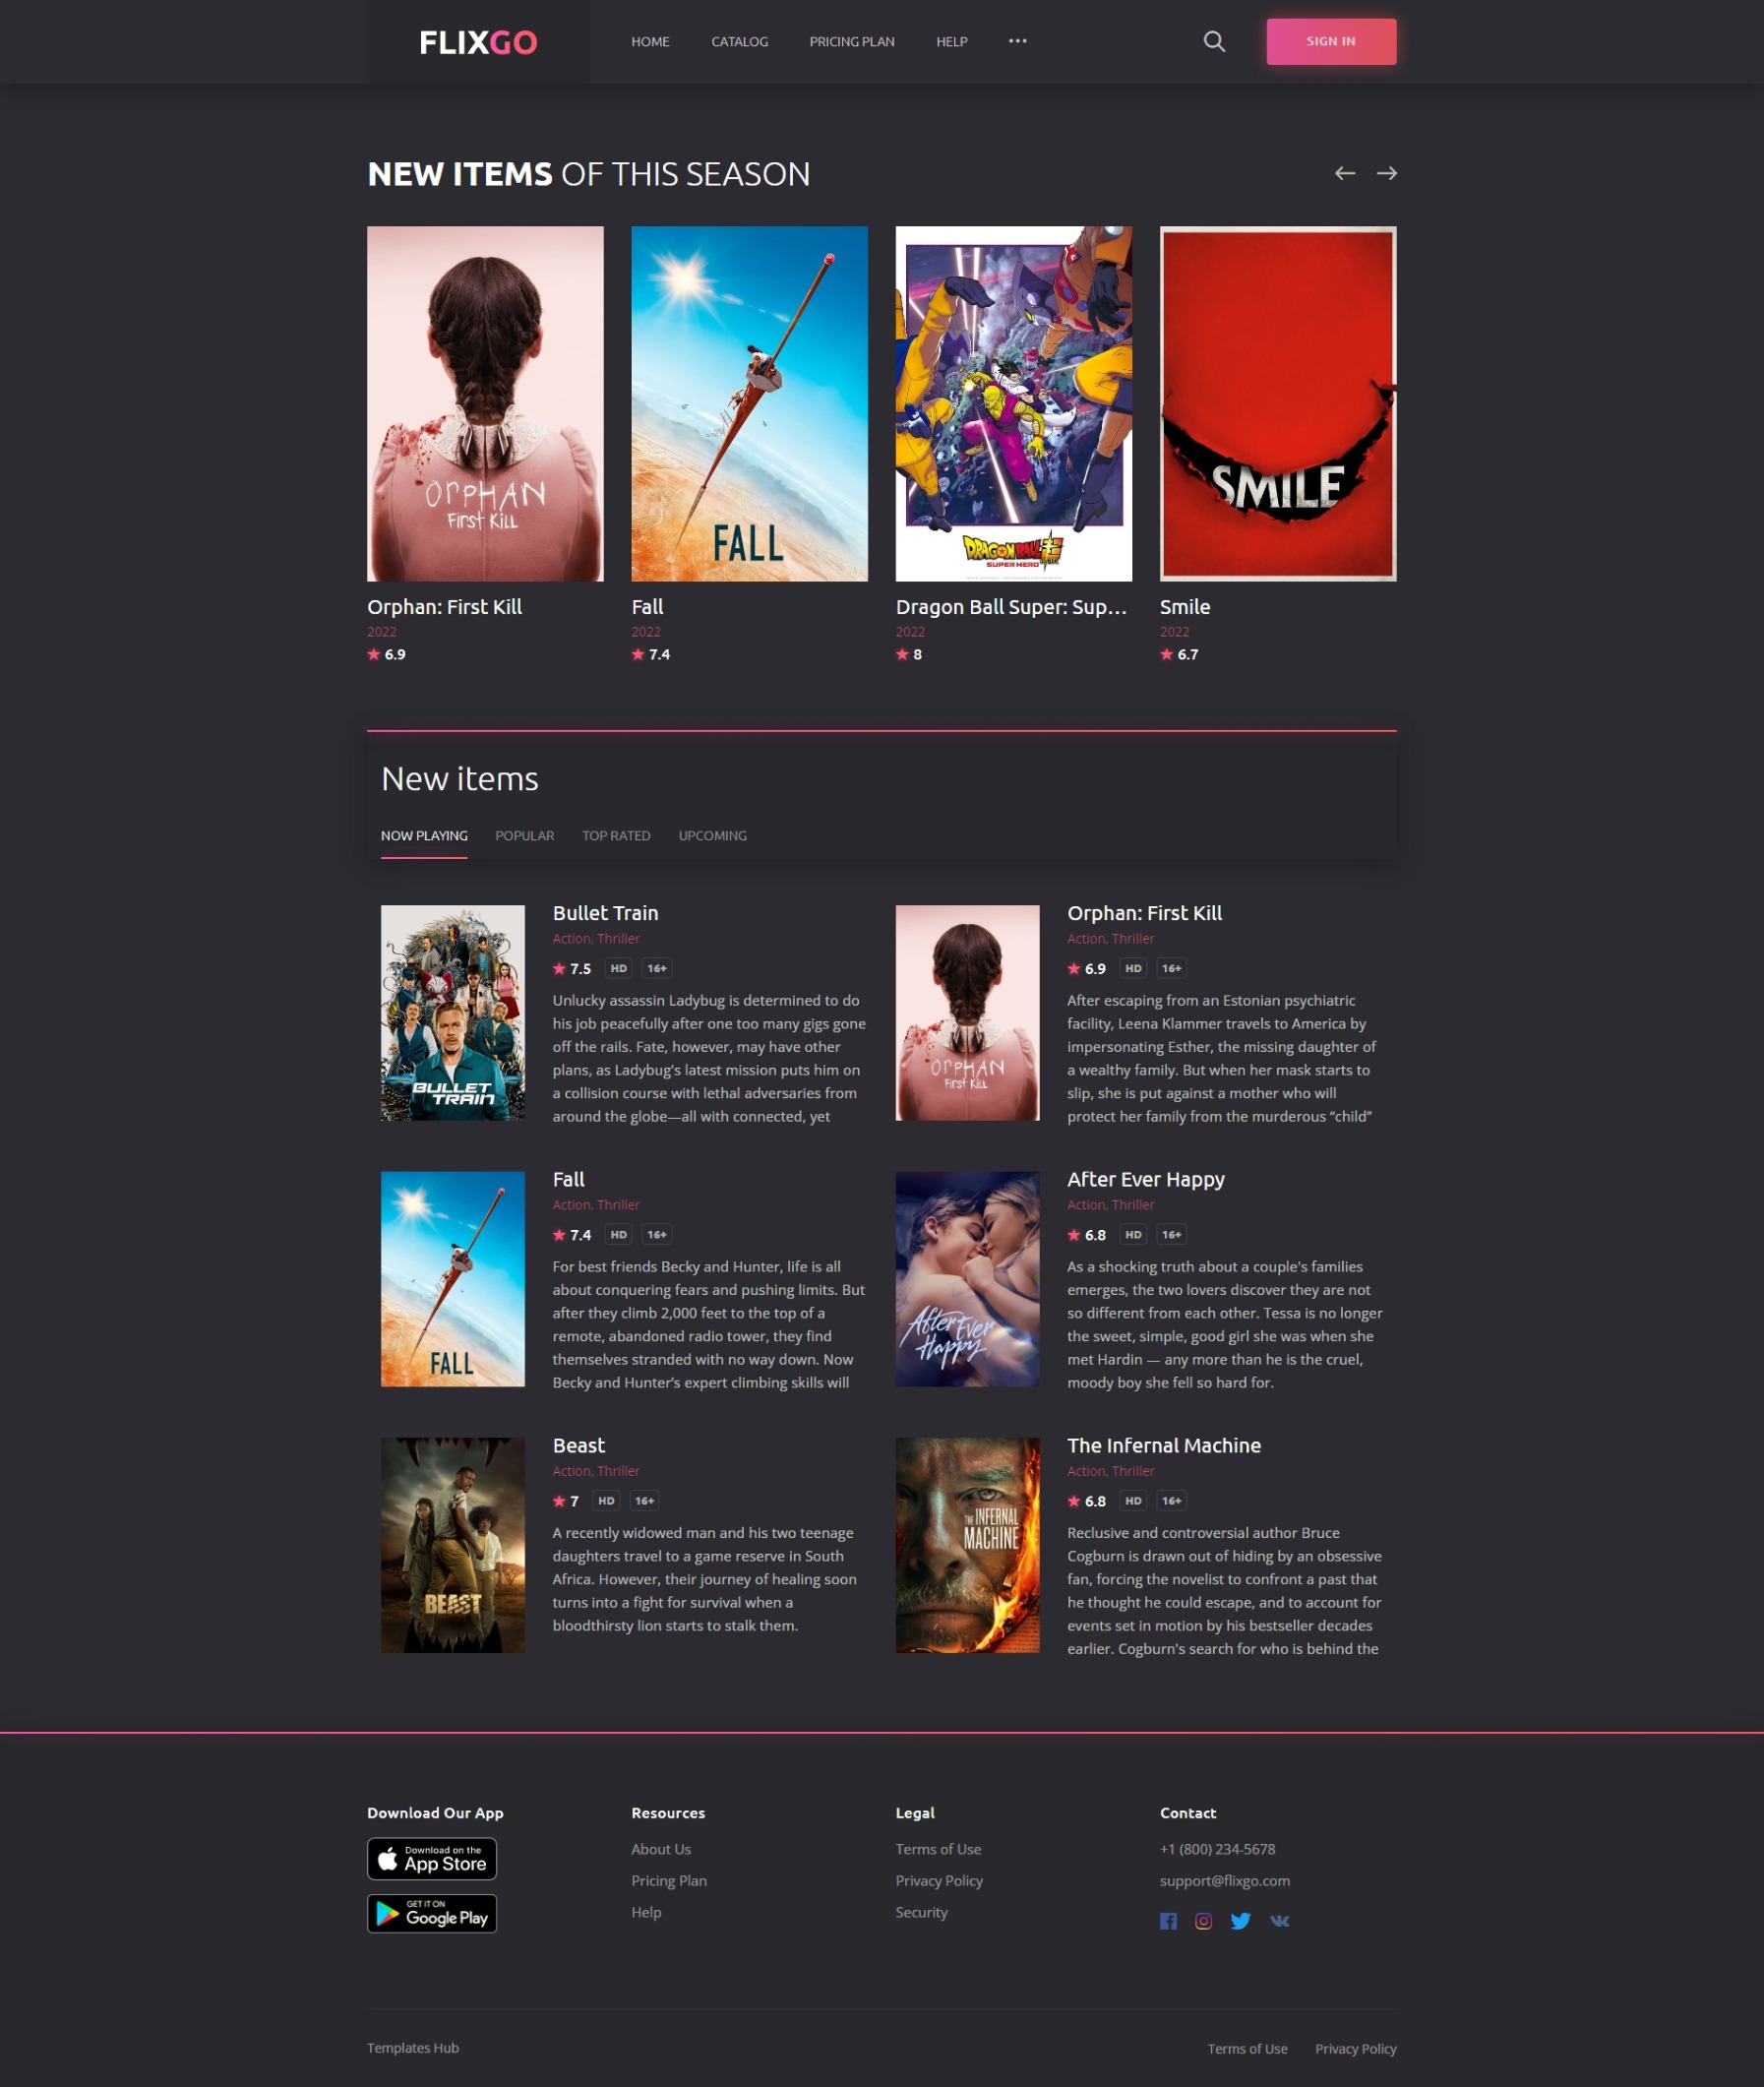 FLIXGO
HOME
CATALOG
PRICING PLAN
HELP
SIGN IN
NEW ITEMS OF THIS SEASON
ORPHAN
First Kill
FALL
DRAGON BALL SUPER
SUPER HERO
SMILE
Orphan: First Kill
2022
6.9
Fall
2022
7.4
Dragon Ball Super: Sup...
2022
8
Smile
2022
6.7
New items
NOW PLAYING
POPULAR
TOP RATED
UPCOMING
BULLET
TRAIN
Bullet Train
Action, Thriller
7.5 HD 16+
Unlucky assassin Ladybug is determined to do
his job peacefully after one too many gigs gone
off the rails. Fate, however, may have other
plans, as Ladybug's latest mission puts him on
a collision course with lethal adversaries from
around the globe—all with connected, yet
ORPHAN
First Kill
Orphan: First Kill
Action, Thriller
6.9 HD 16+
After escaping from an Estonian psychiatric
facility, Leena Klammer travels to America by
impersonating Esther, the missing daughter of
a wealthy family. But when her mask starts to
slip, she is put against a mother who will
protect her family from the murderous “child”
FALL
Fall
Action, Thriller
7.4 HD 16+
For best friends Becky and Hunter, life is all
about conquering fears and pushing limits. But
after they climb 2,000 feet to the top of a
remote, abandoned radio tower, they find
themselves stranded with no way down. Now
Becky and Hunter’s expert climbing skills will
After Ever
Happy
After Ever Happy
Action, Thriller
6.8 HD 16+
As a shocking truth about a couple's families
emerges, the two lovers discover they are not
so different from each other. Tessa is no longer
the sweet, simple, good girl she was when she
met Hardin — any more than he is the cruel,
moody boy she fell so hard for.
BEAST
Beast
Action, Thriller
7 HD 16+
A recently widowed man and his two teenage
daughters travel to a game reserve in South
Africa. However, their journey of healing soon
turns into a fight for survival when a
bloodthirsty lion starts to stalk them.
THE INFERNAL
MACHINE
The Infernal Machine
Action, Thriller
6.8 HD 16+
Reclusive and controversial author Bruce
Cogburn is drawn out of hiding by an obsessive
fan, forcing the novelist to confront a past that
he thought he could escape, and to account for
events set in motion by his bestseller decades
earlier. Cogburn's search for who is behind the
Download Our App
Download on the
App Store
GET IT ON
Google Play
Resources
About Us
Pricing Plan
Help
Legal
Terms of Use
Privacy Policy
Security
Contact
+1 (800) 234-5678
support@flixgo.com
Templates Hub
Terms of Use
Privacy Policy